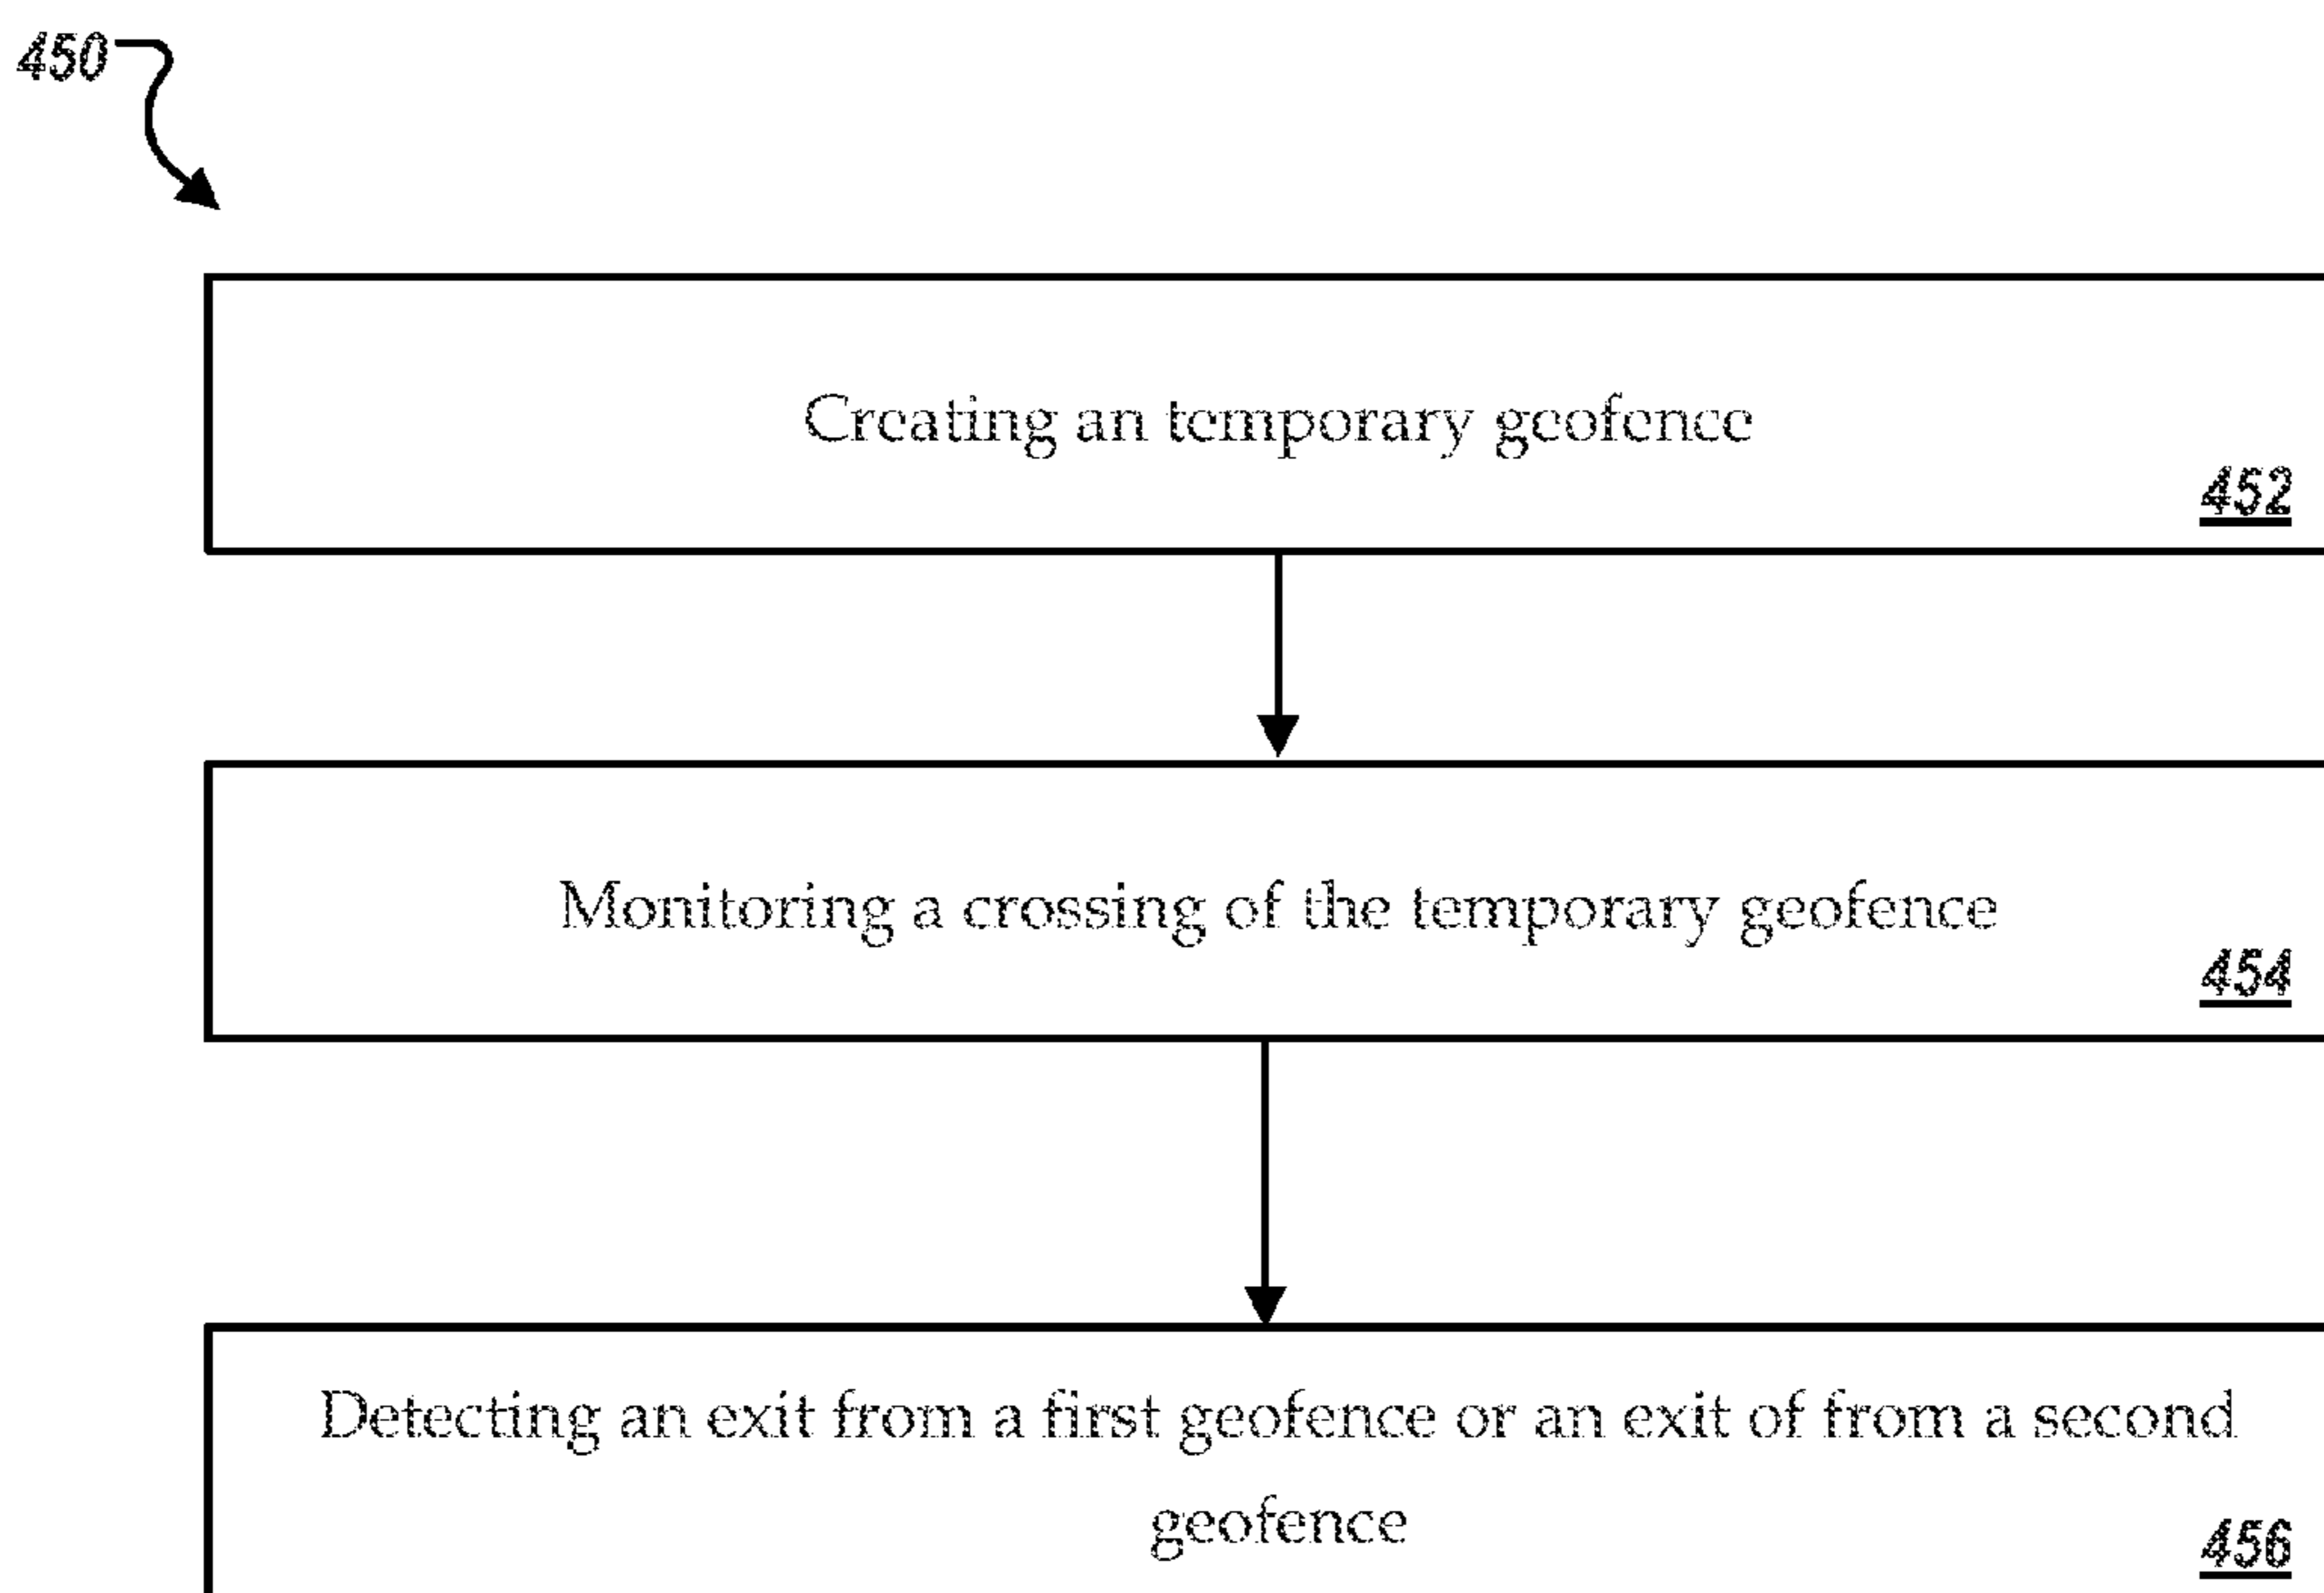 450
Creating an temporary geofence
452
Monitoring a crossing of the temporary geofence
454
Detecting an exit from a first geofence or an exit of from a second
geofence
456